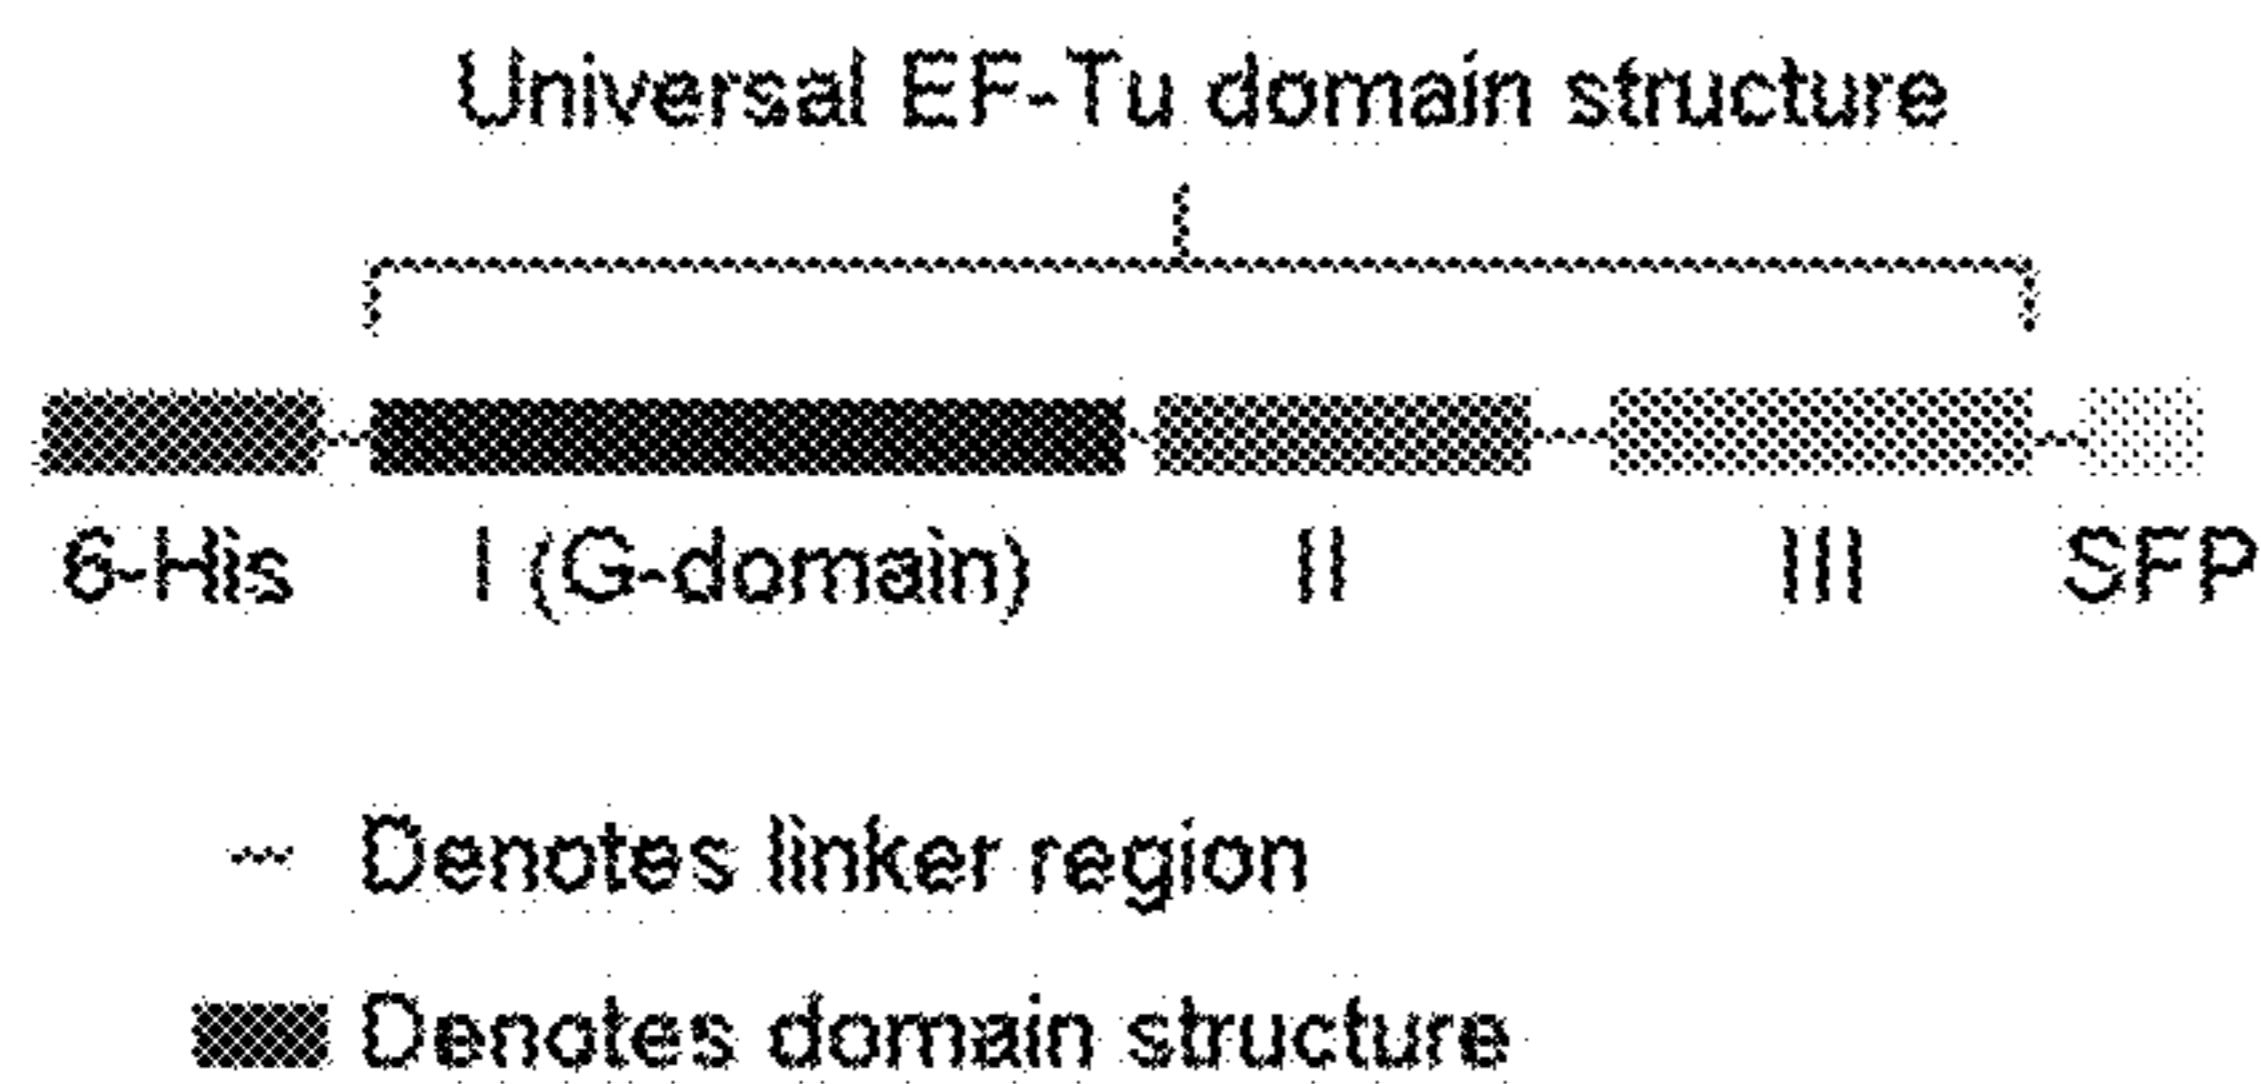 Universal EF-Tu domain structure
6-His I (G-domain) II III SFP
Denotes linker region
Denotes domain structure